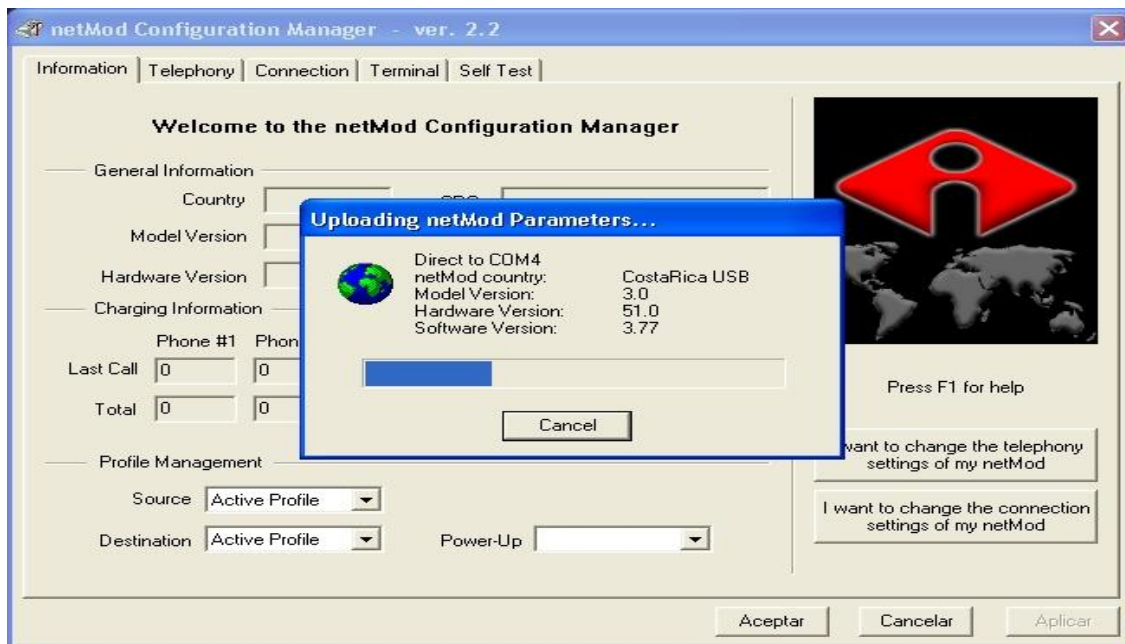 netMod Configuration Manager - ver. 2.2
Information Telephony Connection Terminal Self Test
Welcome to the netMod Configuration Manager
General Information
Country
Model Version
Hardware Version
Charging Information
Phone #1
Last Call 0 0
Total 0 0
Uploading netMod Parameters...
Direct to COM4
netMod country: CostaRica USB
Model Version: 3.0
Hardware Version: 51.0
Software Version: 3.77
Cancel
Profile Management
Source Active Profile
Destination Active Profile Power-Up
Press F1 for help
want to change the telephony
settings of my netMod
I want to change the connection
settings of my netMod
Aceptar Cancelar Aplicar